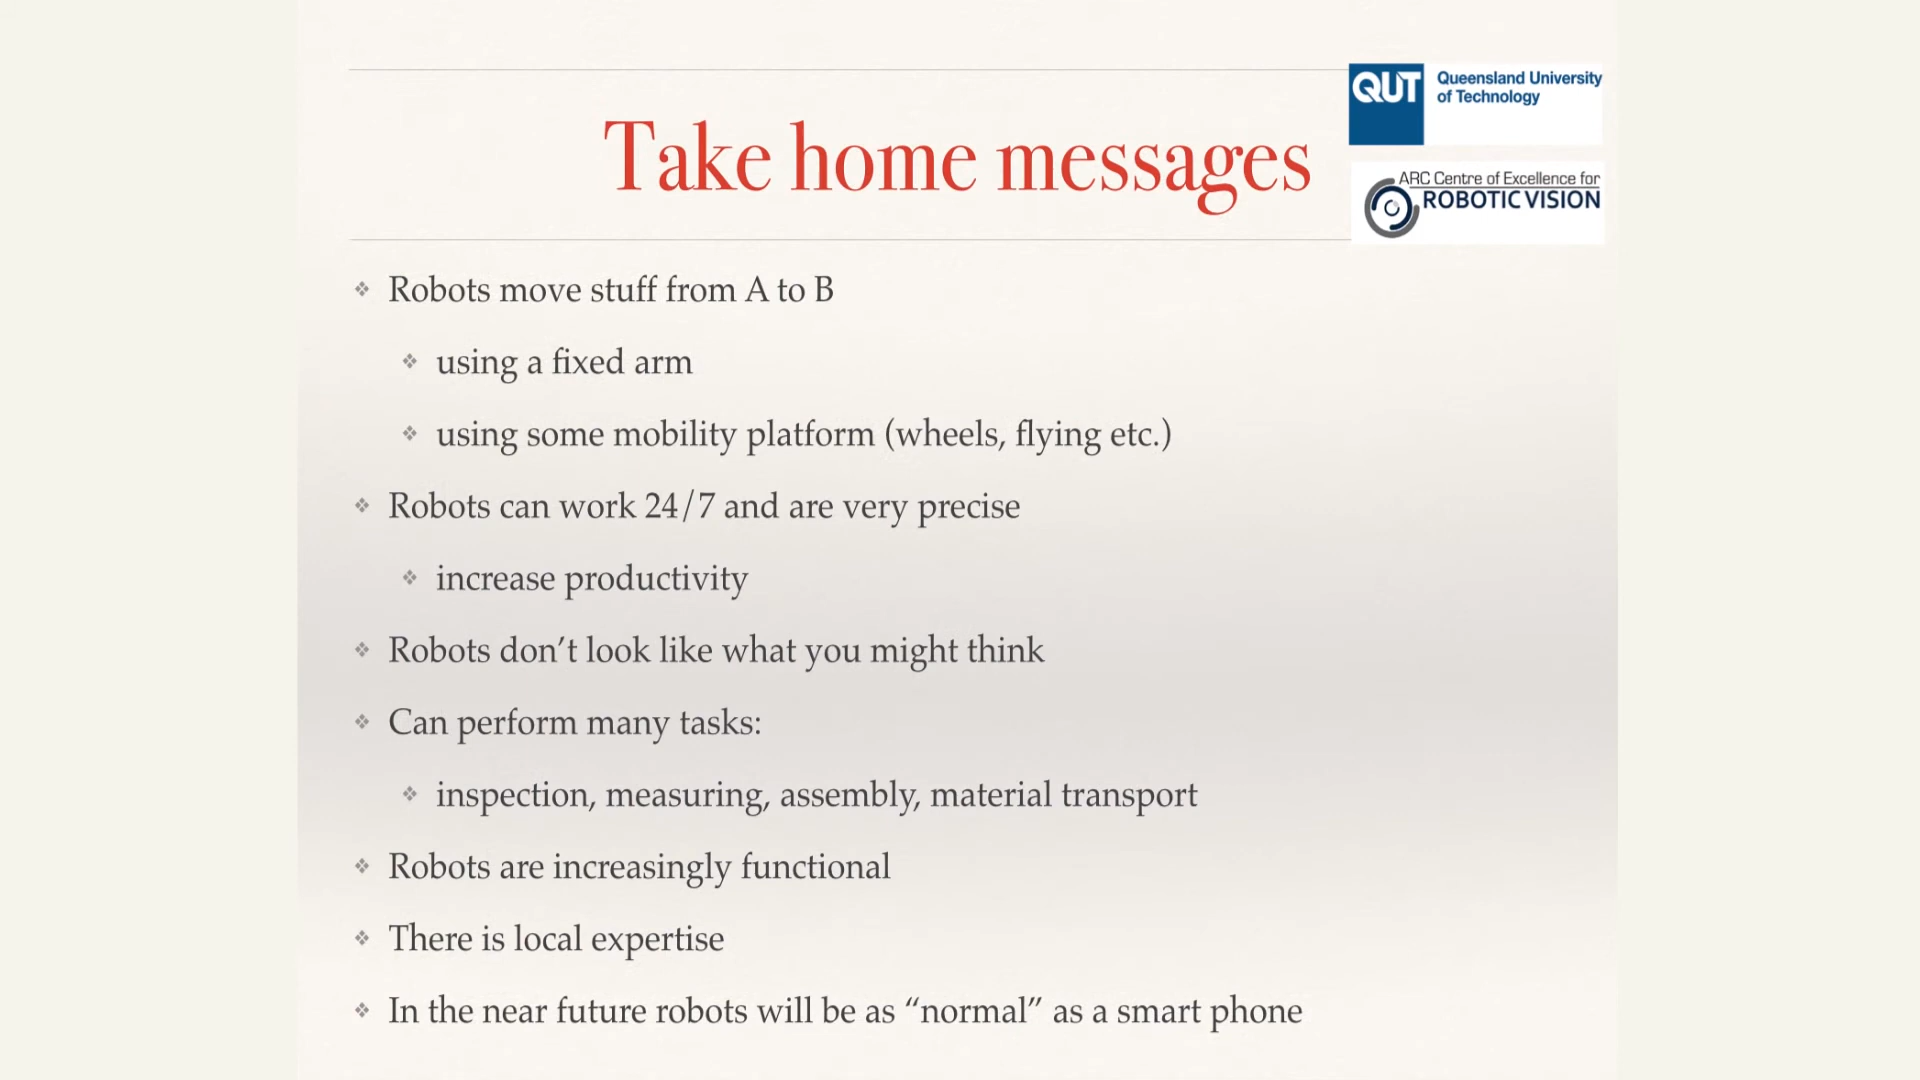 Take home messages
QUT
Queensland University
of Technology
ARC Centre of Excellence for
ROBOTIC VISION
Robots move stuff from A to B
using a fixed arm
using some mobility platform (wheels, flying etc.)
Robots can work 24/7 and are very precise
increase productivity
Robots don’t look like what you might think
Can perform many tasks:
inspection, measuring, assembly, material transport
Robots are increasingly functional
There is local expertise
In the near future robots will be as “normal” as a smart phone